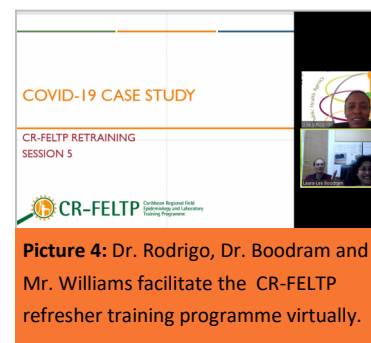 COVID-19 CASE STUDY
CR-FELTP RETRAINING
SESSION 5
CR-FELTP
Caribbean Regional Field
Epidemiology and Laboratory
Training Programme
Laura-Lee Boodram
Picture 4: Dr. Rodrigo, Dr. Boodram and
Mr. Williams facilitate the CR-FELTP
refresher training programme virtually.